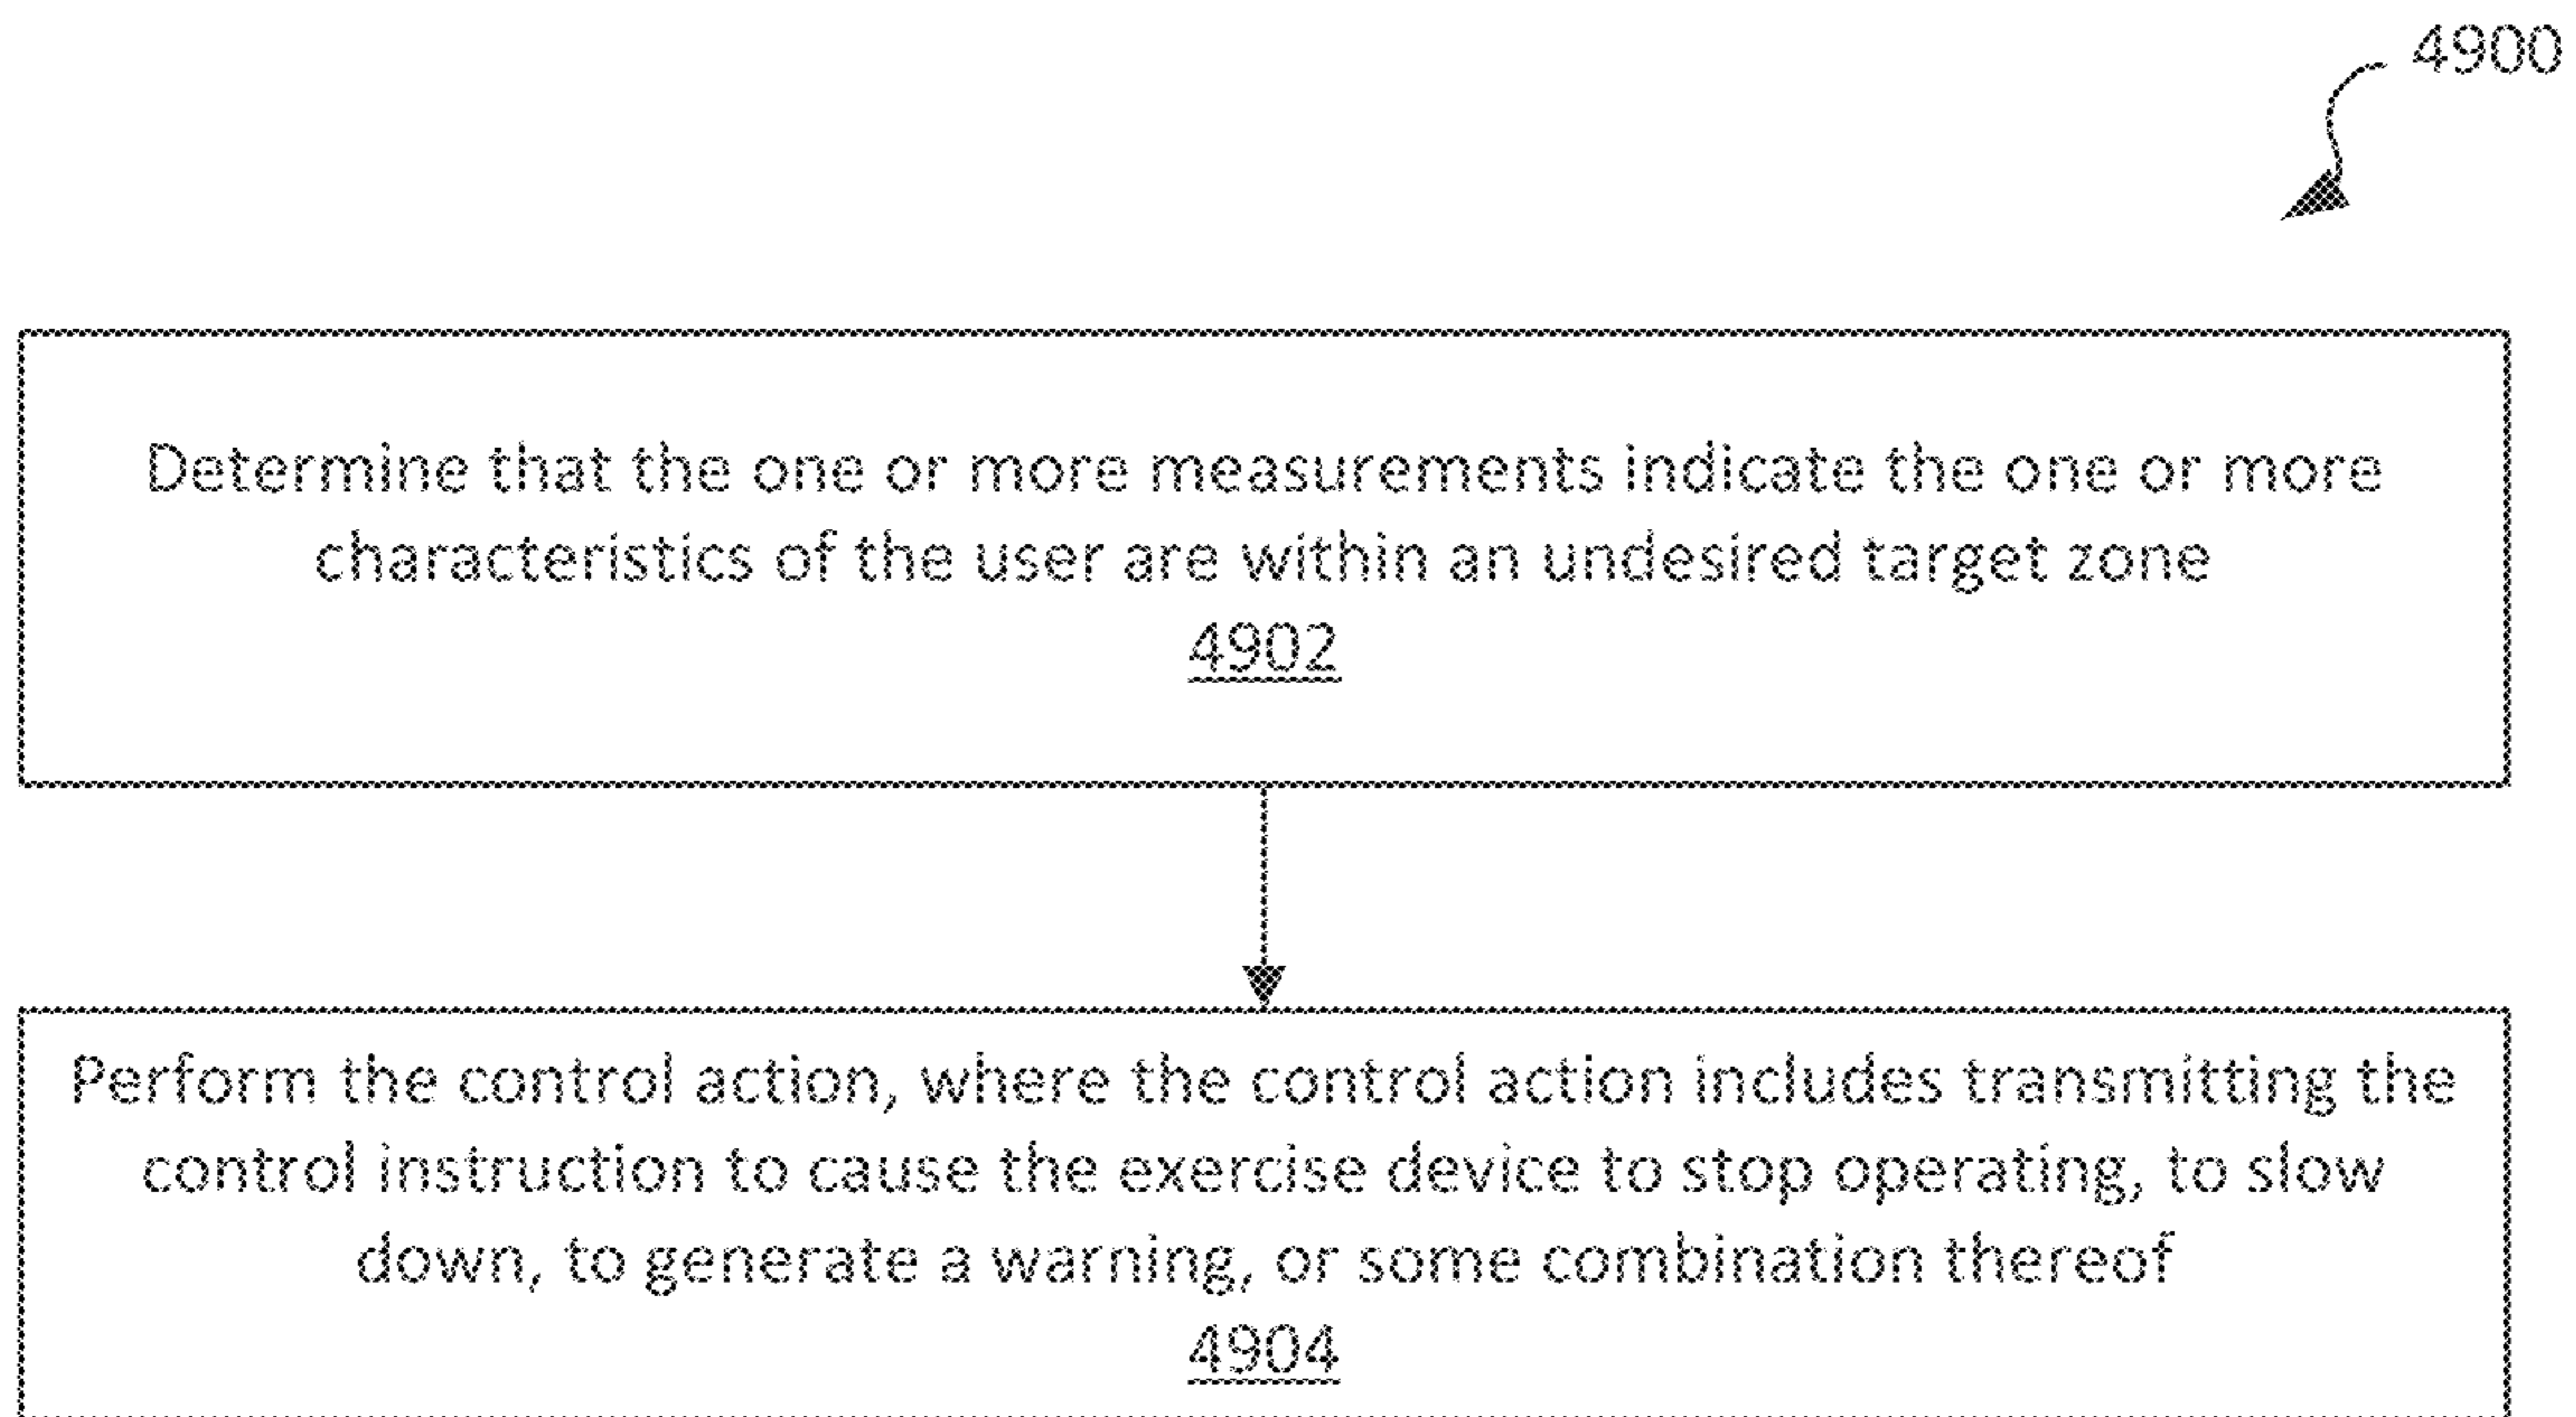 4900
Determine that the one or more measurements indicate the one or more
characteristics of the user are within an undesired target zone
4902
Perform the control action, where the control action includes transmitting the
control instruction to cause the exercise device to stop operating, to slow
down, to generate a warning, or some combination thereof
4904